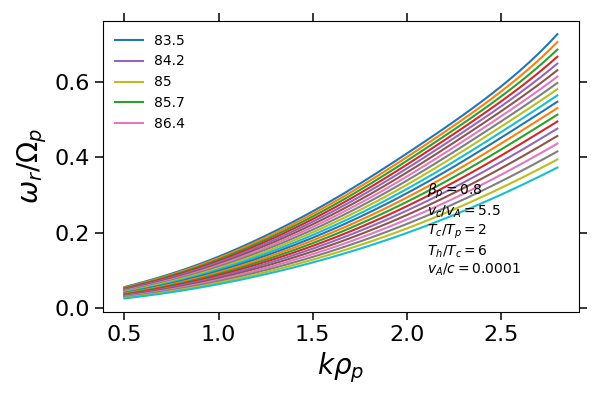 83.5
84.2
85
85.7
86.4
0.6
0.4
0.2
0.0
ω_r/Ω_p
β_p = 0.8
v_c/v_A = 5.5
T_c/T_p = 2
T_h/T_c = 6
v_A/c = 0.0001
0.5 1.0 1.5 2.0 2.5
kρ_p